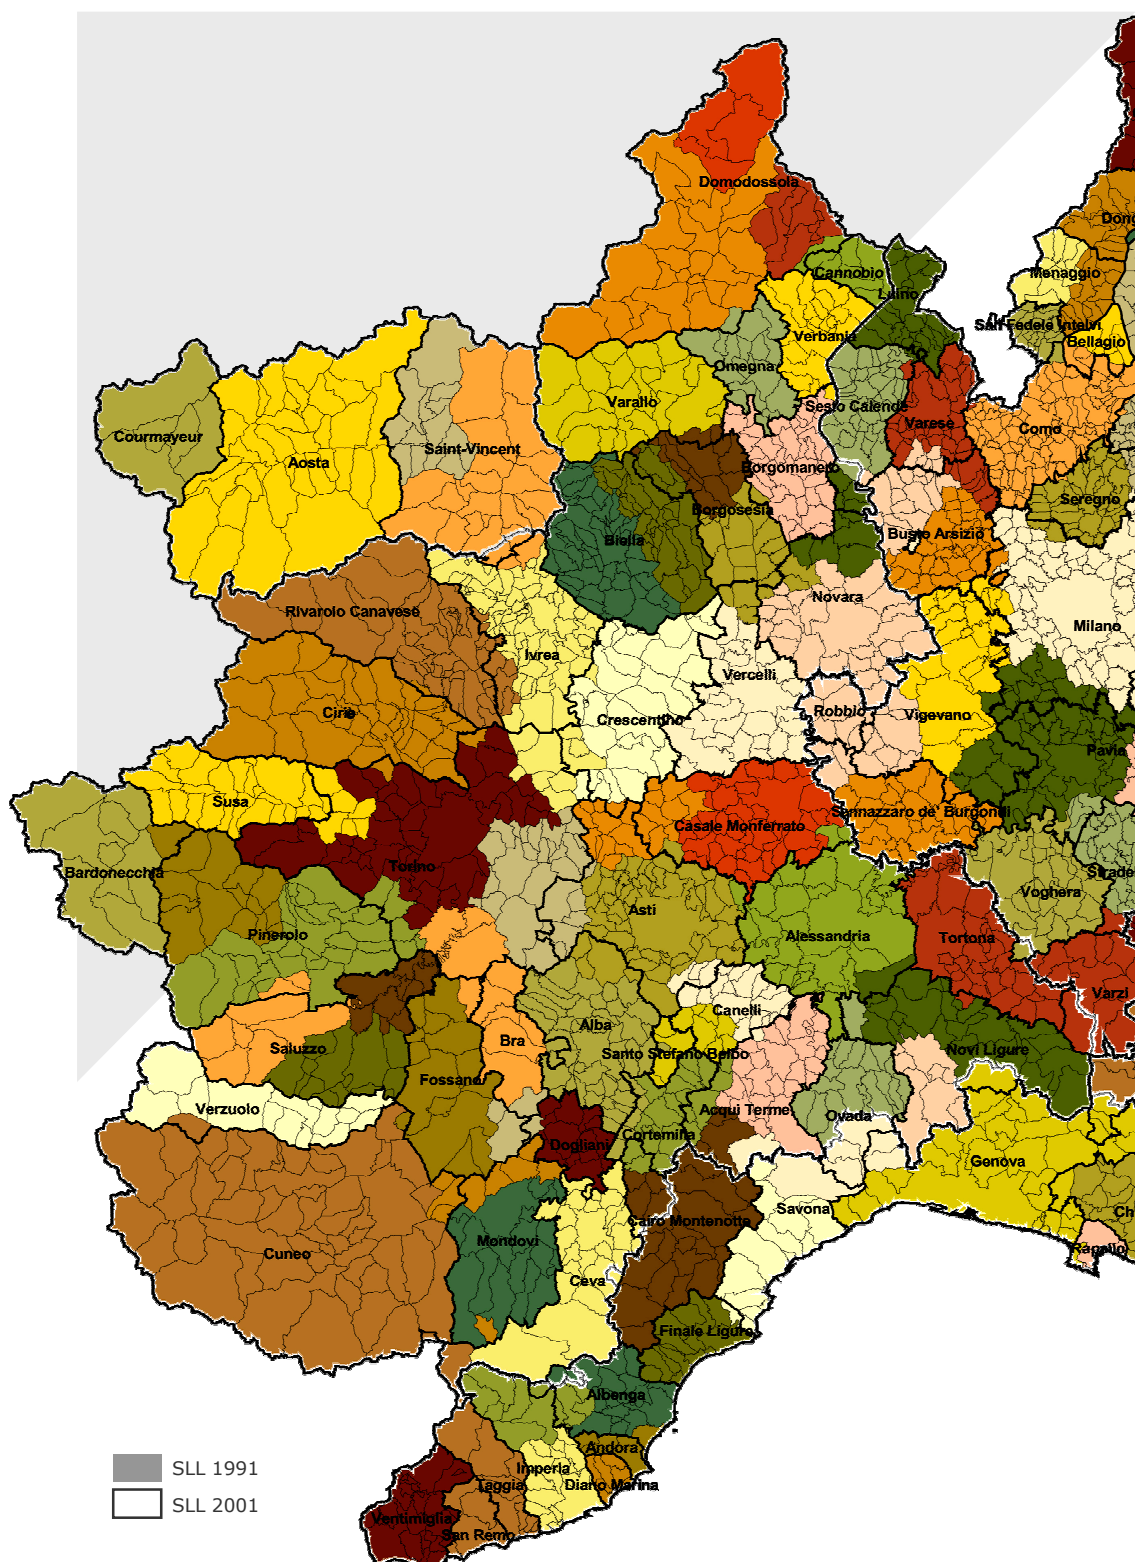 Domodossola
Dong
Cannobio
Menaggio
Luino
San Fedele Intelvi
Verbania
Bellagio
Omegna
Varallo
Sesto Calende
Varese
Como
Courmayeur
Saint-Vincent
Aosta
Borgomanero
Seregno
Borgosesia
Biella
Busto Arsizio
Novara
Rivarolo Canavese
Milano
Ivrea
Vercelli
Ciriè
Crescentino
Robbio
Vigevano
Pavia
Susa
Casale Monferrato
Sannazzaro de' Burgondi
Bardonecchia
Torino
Strade
Voghera
Asti
Pinerolo
Alessandria
Tortona
Varzi
Canelli
Alba
Bra
Saluzzo
Santo Stefano Belbo
Novi Ligure
Fossano
Verzuolo
Acqui Terme
Ovada
Dogliani
Cortemilia
Genova
Savona
Ch
Cairo Montenotte
Mondovì
Cuneo
Rapallo
Ceva
Finale Ligure
Albenga
Andora
SLL 1991
Imperia
Taggia
Diano Marina
SLL 2001
Ventimiglia
San Remo